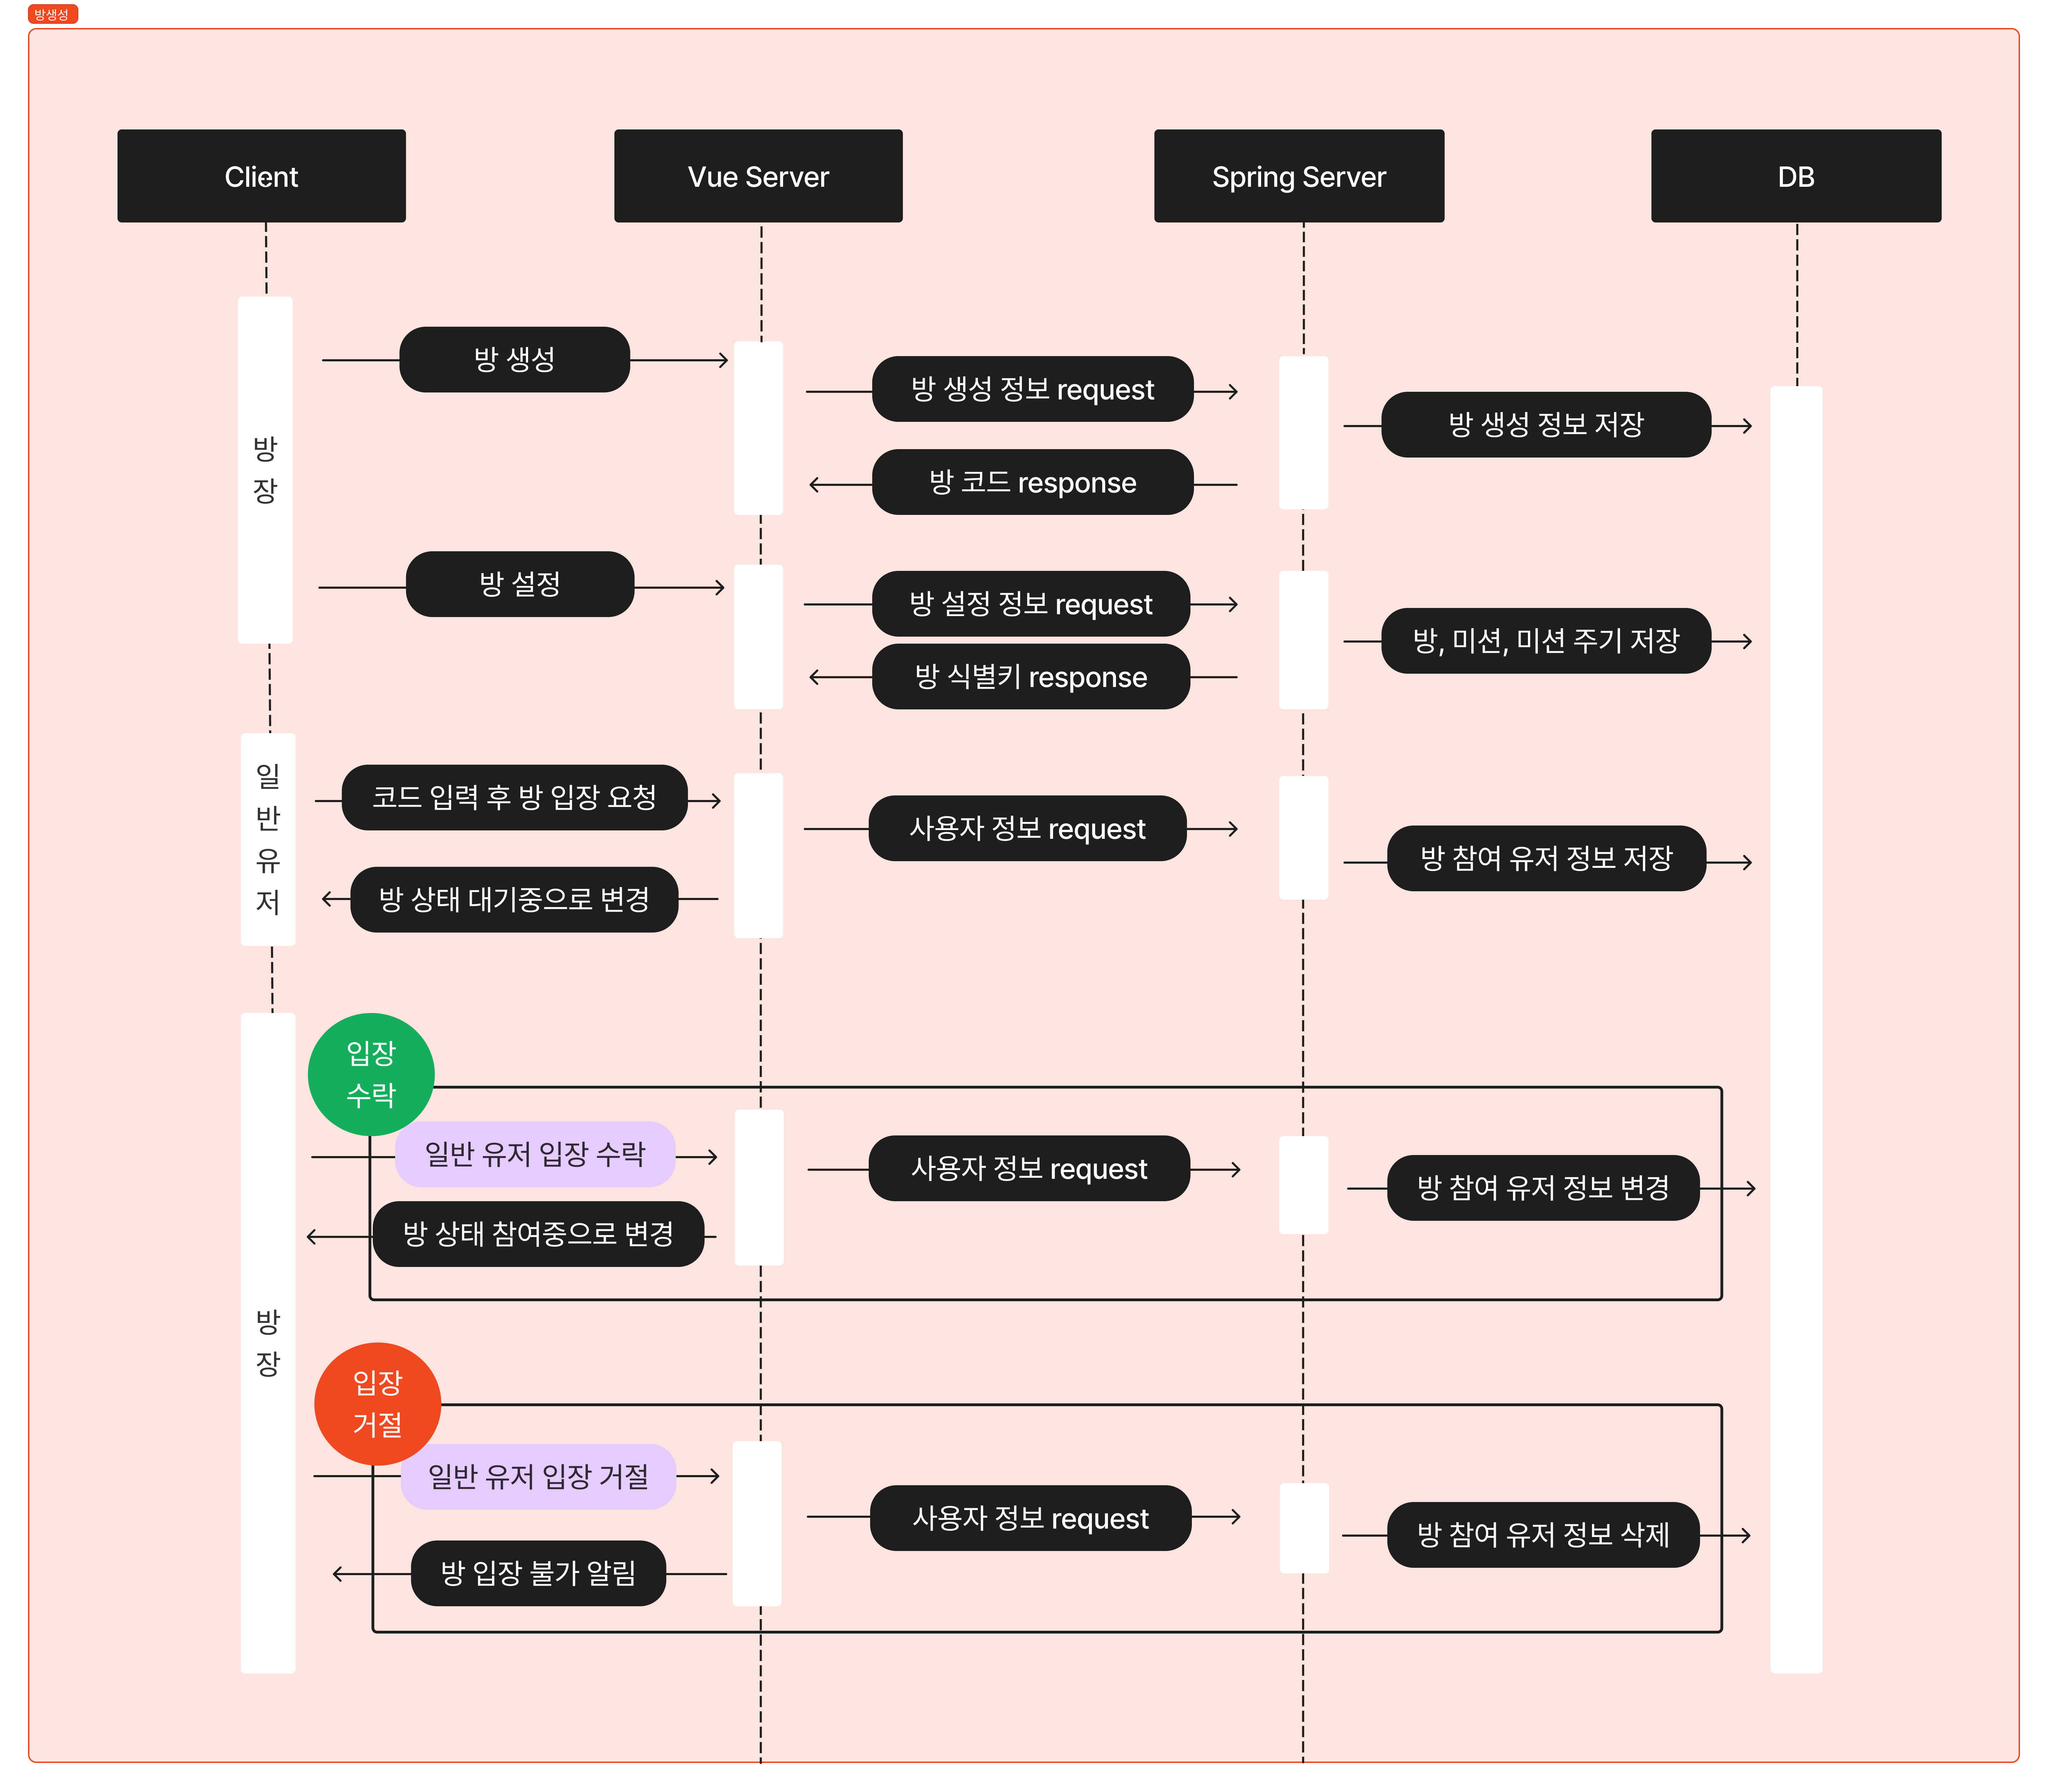 방생성
Client
Vue Server
Spring Server
DB
방
장
방 생성
방 생성 정보 request
방 생성 정보 저장
방 코드 response
방 설정
방 설정 정보 request
방, 미션, 미션 주기 저장
방 식별키 response
일
반
유
저
코드 입력 후 방 입장 요청
사용자 정보 request
방 참여 유저 정보 저장
방 상태 대기중으로 변경
방
장
입장
수락
일반 유저 입장 수락
사용자 정보 request
방 참여 유저 정보 변경
방 상태 참여중으로 변경
입장
거절
일반 유저 입장 거절
사용자 정보 request
방 참여 유저 정보 삭제
방 입장 불가 알림